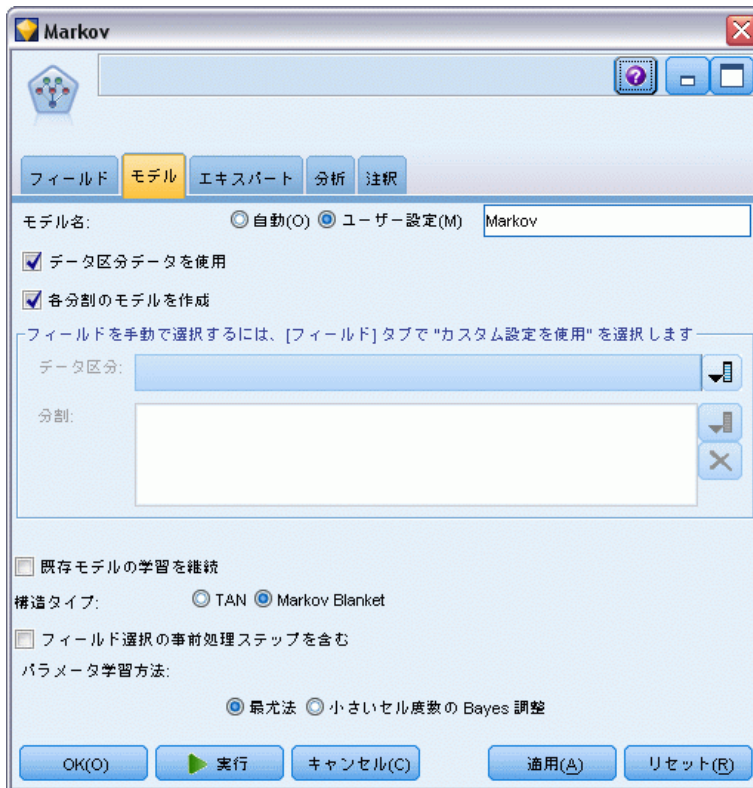 Markov
フィールド モデル エキスパート 分析 注釈
モデル名: 自動(O) ユーザー設定(M) Markov
データ区分データを使用
各分割のモデルを作成
フィールドを手動で選択するには、[フィールド] タブで "カスタム設定を使用" を選択します
データ区分:
分割:
既存モデルの学習を継続
構造タイプ: TAN Markov Blanket
フィールド選択の事前処理ステップを含む
パラメータ学習方法:
最尤法 小さいセル度数の Bayes 調整
OK(O) 実行 キャンセル(C) 適用(A) リセット(R)